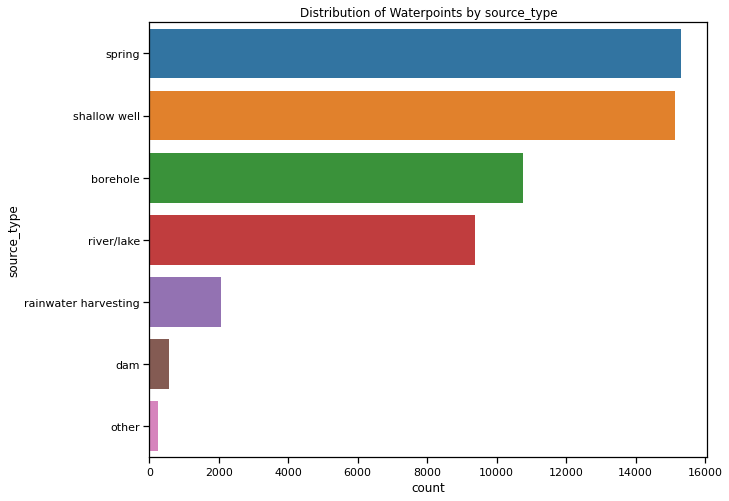 Distribution of Waterpoints by source_type
spring
shallow well
borehole
river/lake
rainwater harvesting
dam
other
source_type
0 2000 4000 6000 8000 10000 12000 14000 16000
count